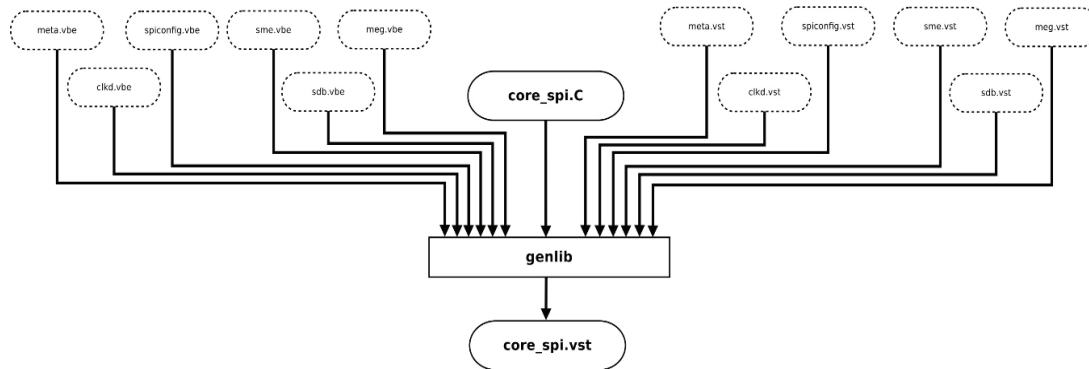 meta.vbe
spiconfig.vbe
sme.vbe
meg.vbe
meta.vst
spiconfig.vst
sme.vst
meg.vst
clkd.vbe
sdb.vbe
core_spi.C
clkd.vst
sdb.vst
genlib
core_spi.vst